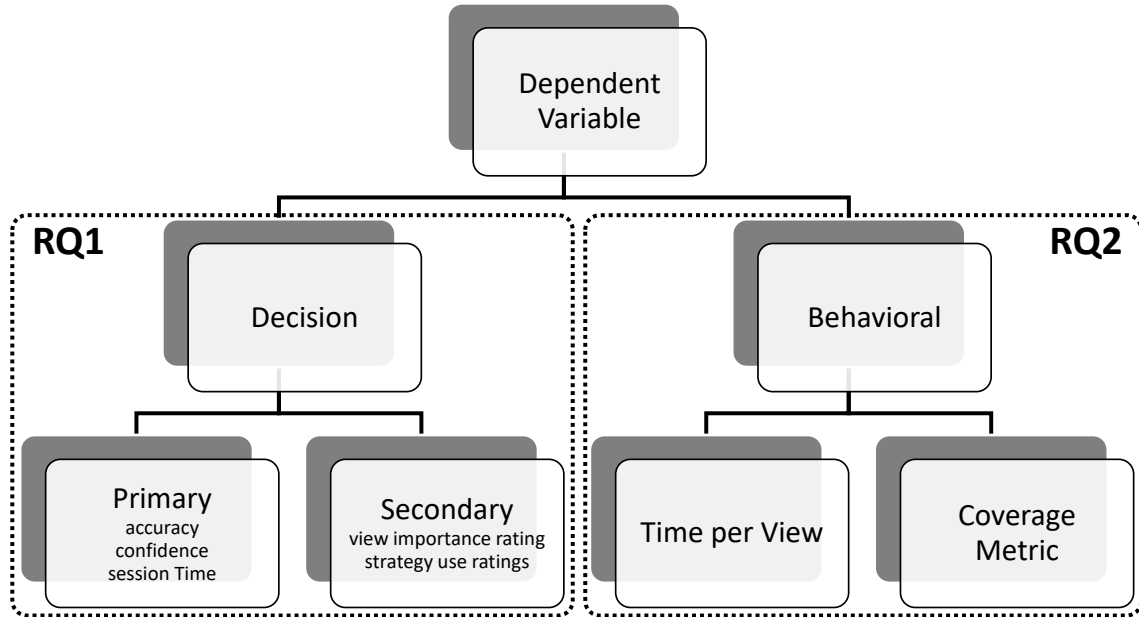 Dependent
Variable
RQ1
RQ2
Decision
Behavioral
Primary
accuracy
confidence
session Time
Secondary
view importance rating
strategy use ratings
Time per View
Coverage
Metric